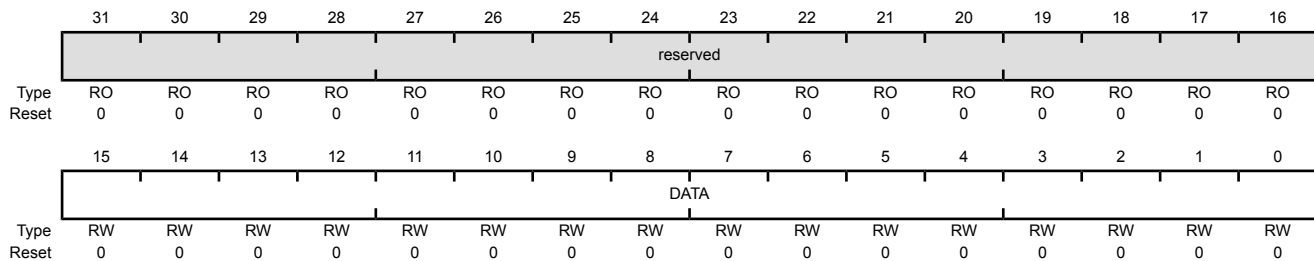 31 30 29 28 27 26 25 24 23 22 21 20 19 18 17 16
reserved
Type RO RO RO RO RO RO RO RO RO RO RO RO RO RO RO RO
Reset 0 0 0 0 0 0 0 0 0 0 0 0 0 0 0 0
15 14 13 12 11 10 9 8 7 6 5 4 3 2 1 0
DATA
Type RW RW RW RW RW RW RW RW RW RW RW RW RW RW RW RW
Reset 0 0 0 0 0 0 0 0 0 0 0 0 0 0 0 0